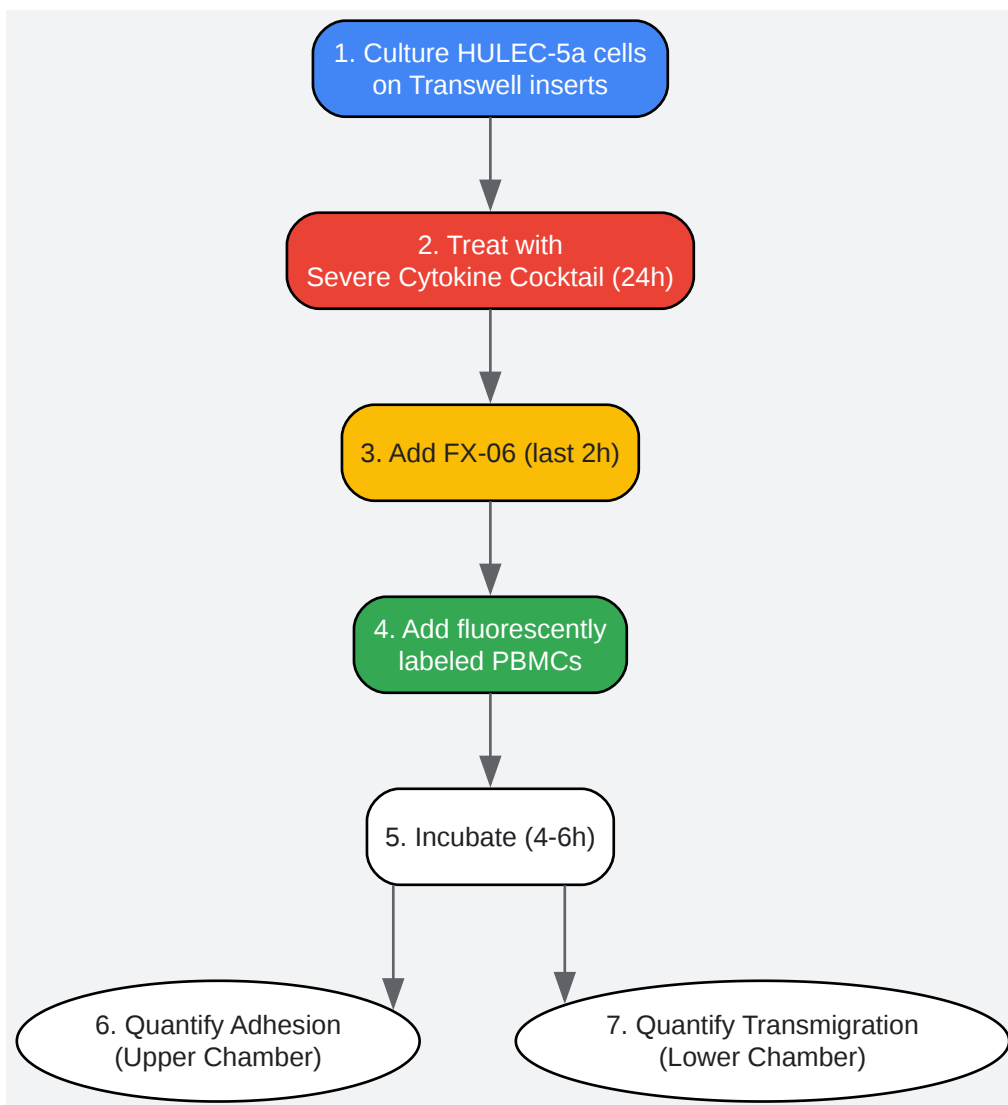 1. Culture HULEC-5a cells
on Transwell inserts
2. Treat with
Severe Cytokine Cocktail (24h)
3. Add FX-06 (last 2h)
4. Add fluorescently
labeled PBMCs
5. Incubate (4-6h)
6. Quantify Adhesion
(Upper Chamber)
7. Quantify Transmigration
(Lower Chamber)